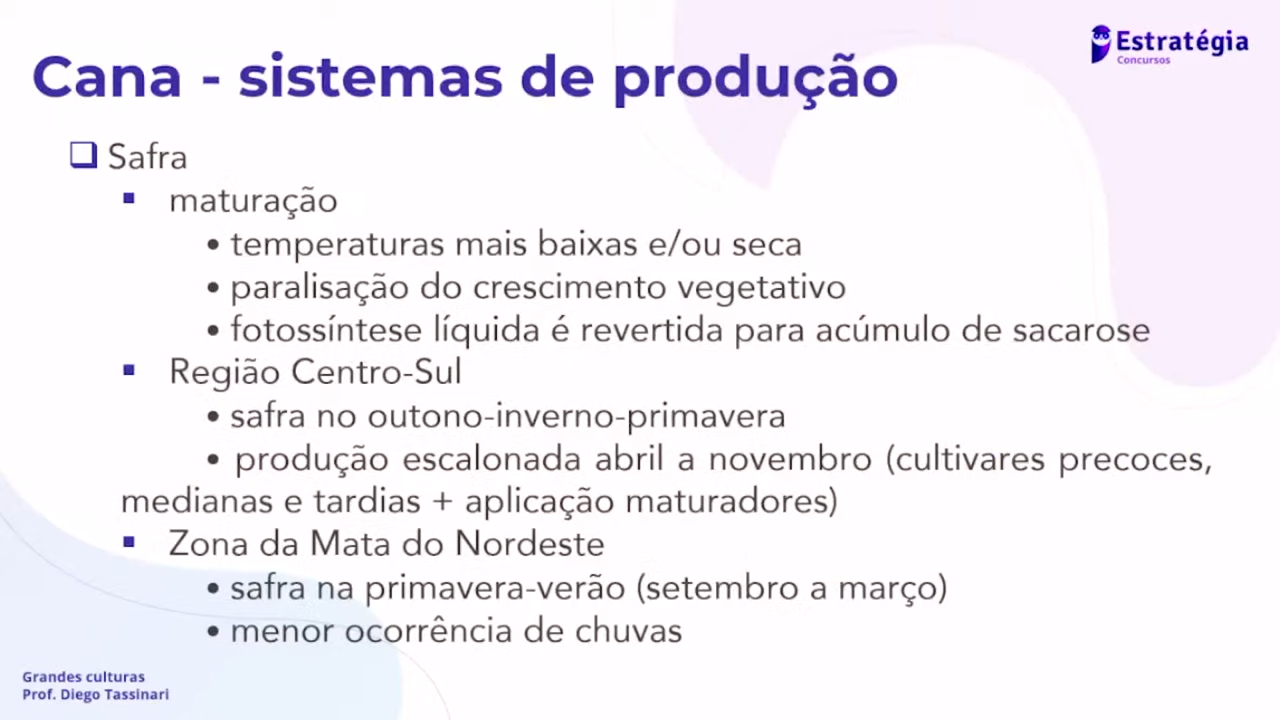 Estratégia
Concursos
Cana - sistemas de produção
❑ Safra
▪ maturação
• temperaturas mais baixas e/ou seca
• paralisação do crescimento vegetativo
• fotossíntese líquida é revertida para acúmulo de sacarose
▪ Região Centro-Sul
• safra no outono-inverno-primavera
• produção escalonada abril a novembro (cultivares precoces,
medianas e tardias + aplicação maturadores)
▪ Zona da Mata do Nordeste
• safra na primavera-verão (setembro a março)
• menor ocorrência de chuvas
Grandes culturas
Prof. Diego Tassinari